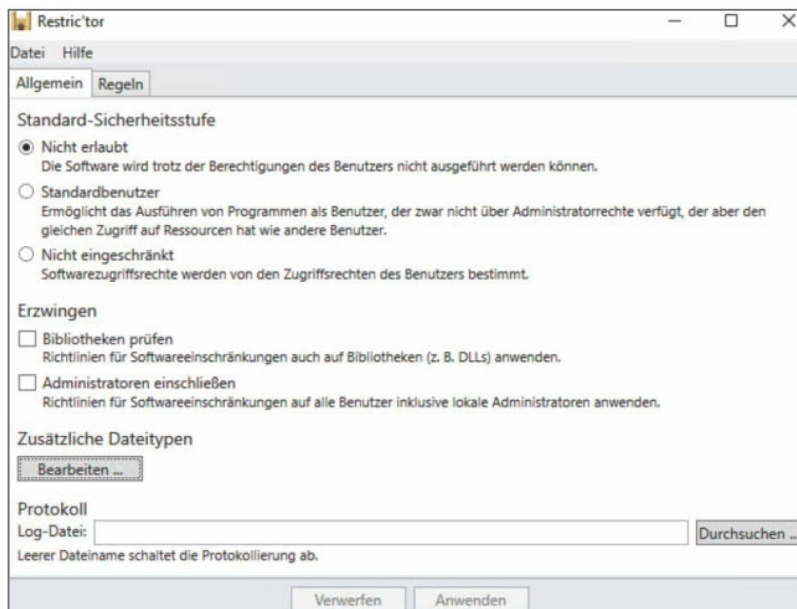 Restric'tor
Datei Hilfe
Allgemein Regeln
Standard-Sicherheitsstufe
Nicht erlaubt
Die Software wird trotz der Berechtigungen des Benutzers nicht ausgeführt werden können.
Standardbenutzer
Ermöglicht das Ausführen von Programmen als Benutzer, der zwar nicht über Administratorrechte verfügt, der aber den
gleichen Zugriff auf Ressourcen hat wie andere Benutzer.
Nicht eingeschränkt
Softwarezugriffsrechte werden von den Zugriffsrechten des Benutzers bestimmt.
Erzwingen
Bibliotheken prüfen
Richtlinien für Softwareeinschränkungen auch auf Bibliotheken (z. B. DLLs) anwenden.
Administratoren einschließen
Richtlinien für Softwareeinschränkungen auf alle Benutzer inklusive lokale Administratoren anwenden.
Zusätzliche Dateitypen
Bearbeiten ...
Protokoll
Log-Datei: Durchsuchen ...
Leerer Dateiname schaltet die Protokollierung ab.
Verwerfen Anwenden